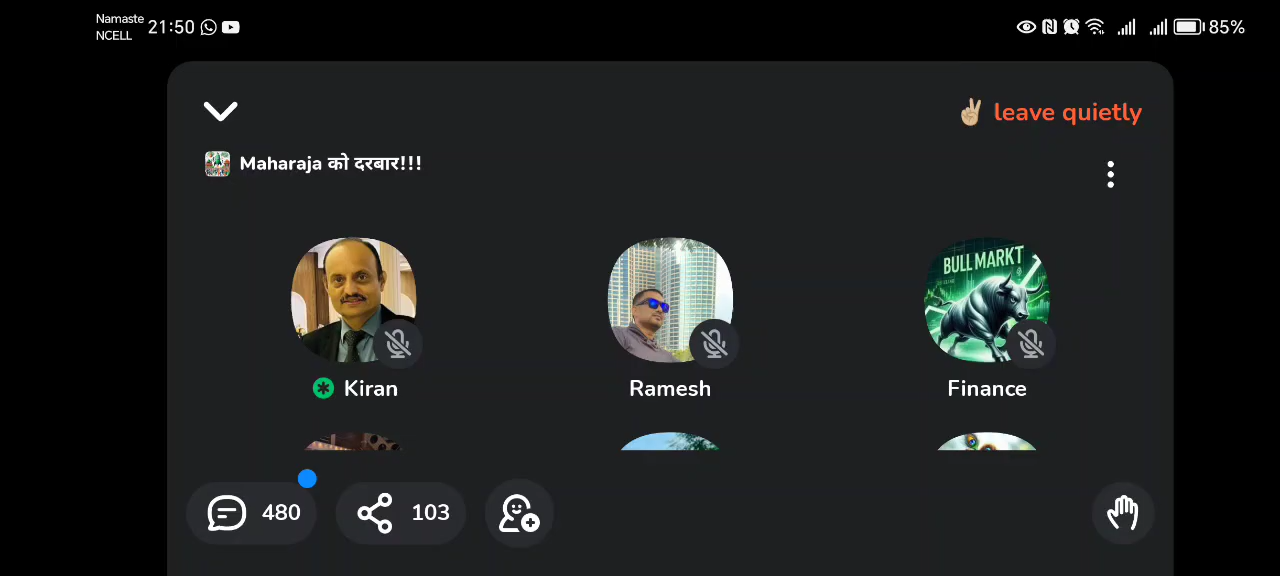 Namaste
NCELL
21:50
85%
✌🏼 leave quietly
Maharaja को दरबार!!!
BULL MARKT
Kiran
Ramesh
Finance
480
103